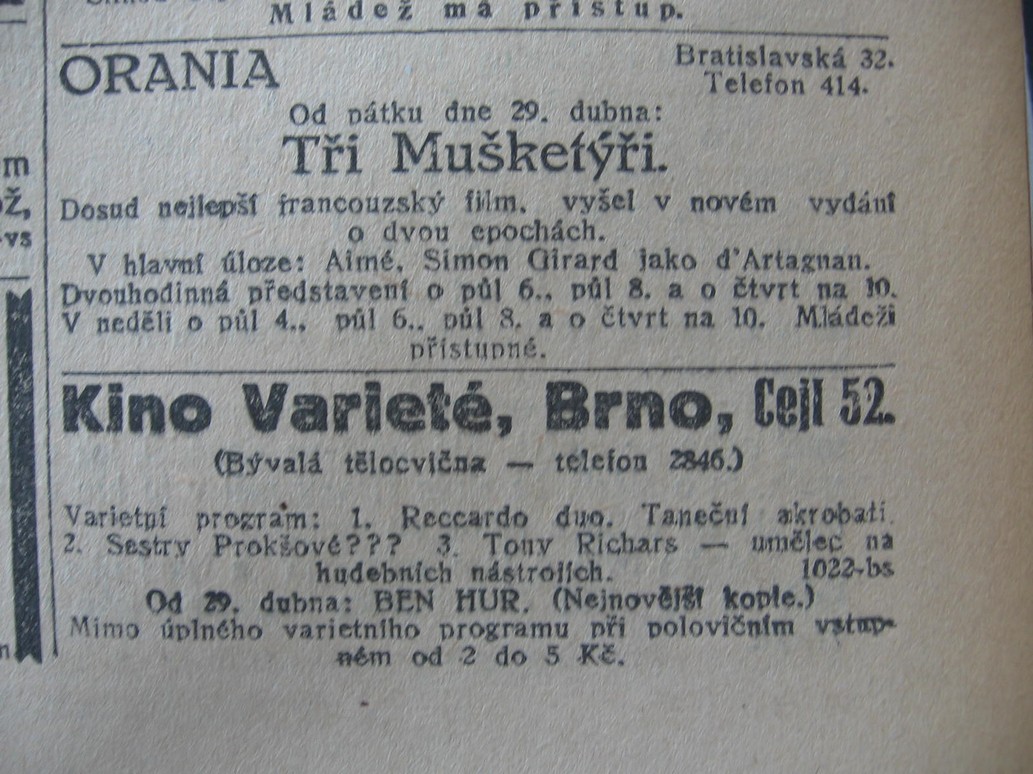 Mládež má přístup.
ORANIA
Bratislavská 32.
Telefon 414.
Od pátku dne 29. dubna:
Tři Mušketýři.
Dosud nejlepší francouzský film, vyšel v novém vydání
o dvou epochách.
V hlavní úloze: Aimé, Simon Girard jako d'Artagnan.
Dvouhodinná představení o půl 6., půl 8. a o čtvrt na 10.
V neděli o půl 4., půl 6., půl 8. a o čtvrt na 10. Mládeži
přístupné.
Kino Varieté, Brno, Cejl 52.
(Bývalá tělocvična — telefon 2846.)
Varietní program: 1. Reccardo duo. Taneční akrobati.
2. Sestry Prokšové??? 3. Tony Richars — umělec na
hudebních nástrojích. 1022-bs
Od 29. dubna: BEN HUR. (Nejnovější kopie.)
Mimo úplného varietního programu při polovičním vstup-
ném od 2 do 5 Kč.
m
ž,
-vs